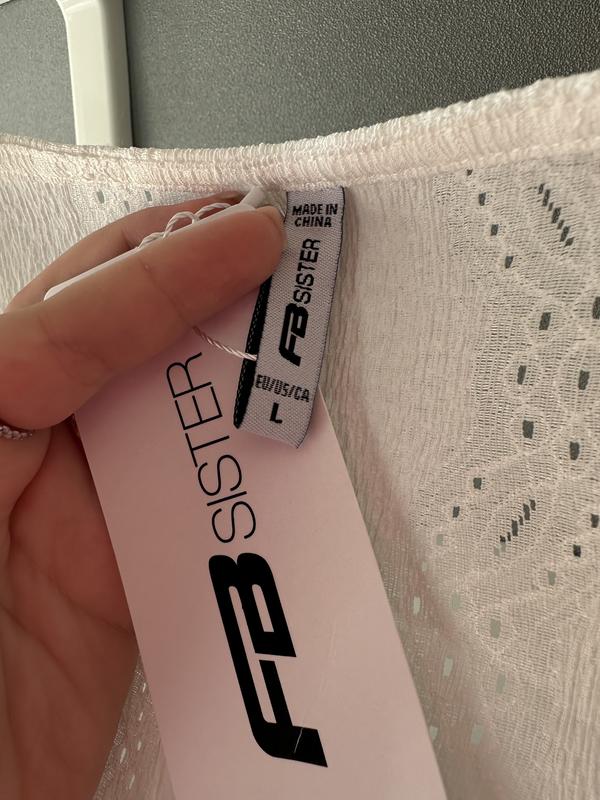 MADE IN
CHINA
FB SISTER
EU/US/CA
L
FB SISTER